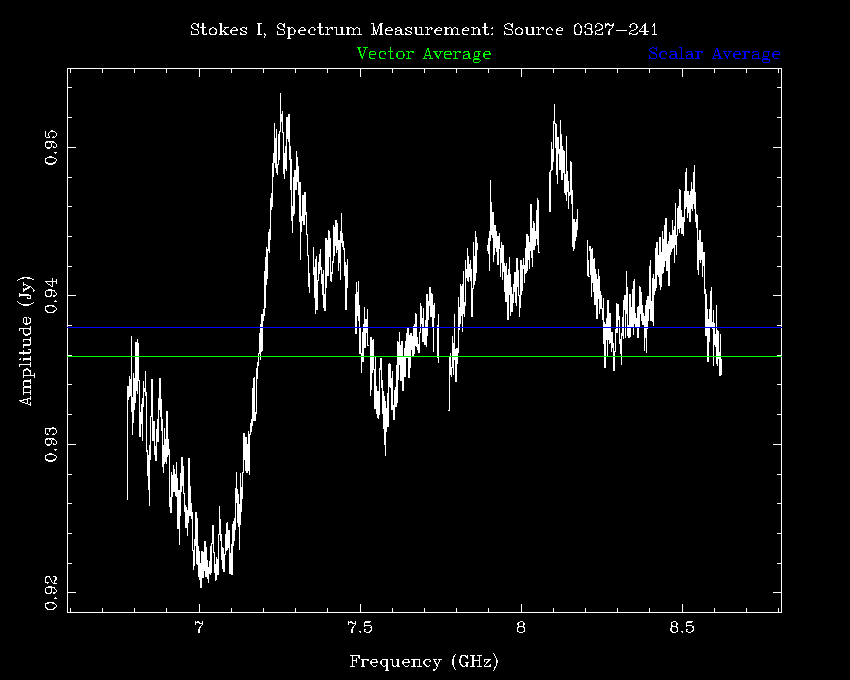 Stokes I, Spectrum Measurement: Source 0327-241
Vector Average Scalar Average
0.95
0.94
0.93
0.92
Amplitude (Jy)
7 7.5 8 8.5
Frequency (GHz)